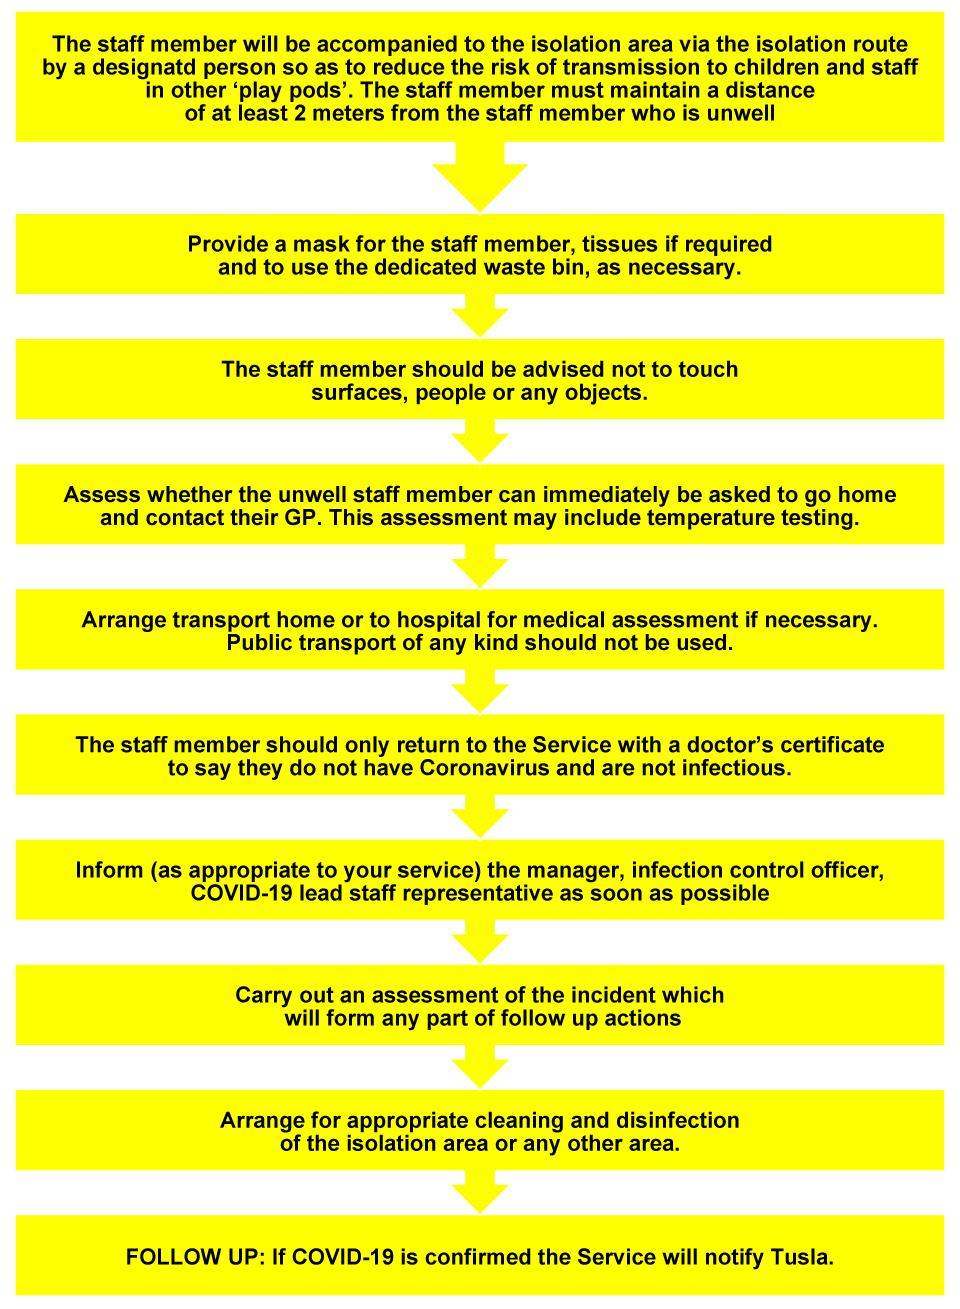 The staff member will be accompanied to the isolation area via the isolation route
by a designatd person so as to reduce the risk of transmission to children and staff
in other ‘play pods’. The staff member must maintain a distance
of at least 2 meters from the staff member who is unwell
Provide a mask for the staff member, tissues if required
and to use the dedicated waste bin, as necessary.
The staff member should be advised not to touch
surfaces, people or any objects.
Assess whether the unwell staff member can immediately be asked to go home
and contact their GP. This assessment may include temperature testing.
Arrange transport home or to hospital for medical assessment if necessary.
Public transport of any kind should not be used.
The staff member should only return to the Service with a doctor’s certificate
to say they do not have Coronavirus and are not infectious.
Inform (as appropriate to your service) the manager, infection control officer,
COVID-19 lead staff representative as soon as possible
Carry out an assessment of the incident which
will form any part of follow up actions
Arrange for appropriate cleaning and disinfection
of the isolation area or any other area.
FOLLOW UP: If COVID-19 is confirmed the Service will notify Tusla.